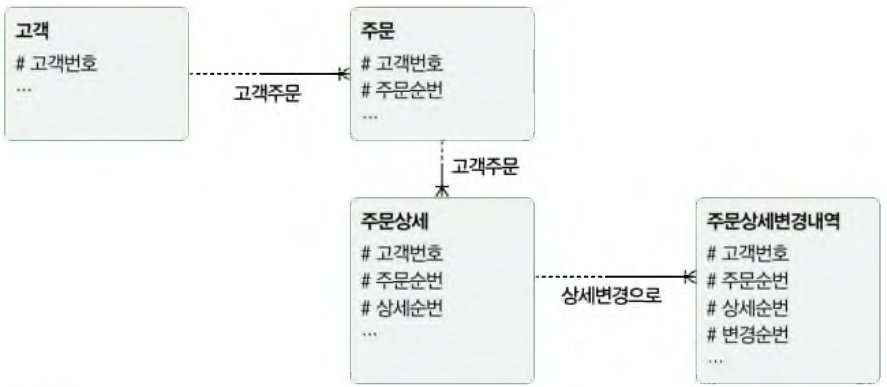 고객
# 고객번호
...
고객주문
주문
# 고객번호
# 주문순번
...
고객주문
주문상세
# 고객번호
# 주문순번
# 상세순번
...
상세변경으로
주문상세변경내역
# 고객번호
# 주문순번
# 상세순번
# 변경순번
...